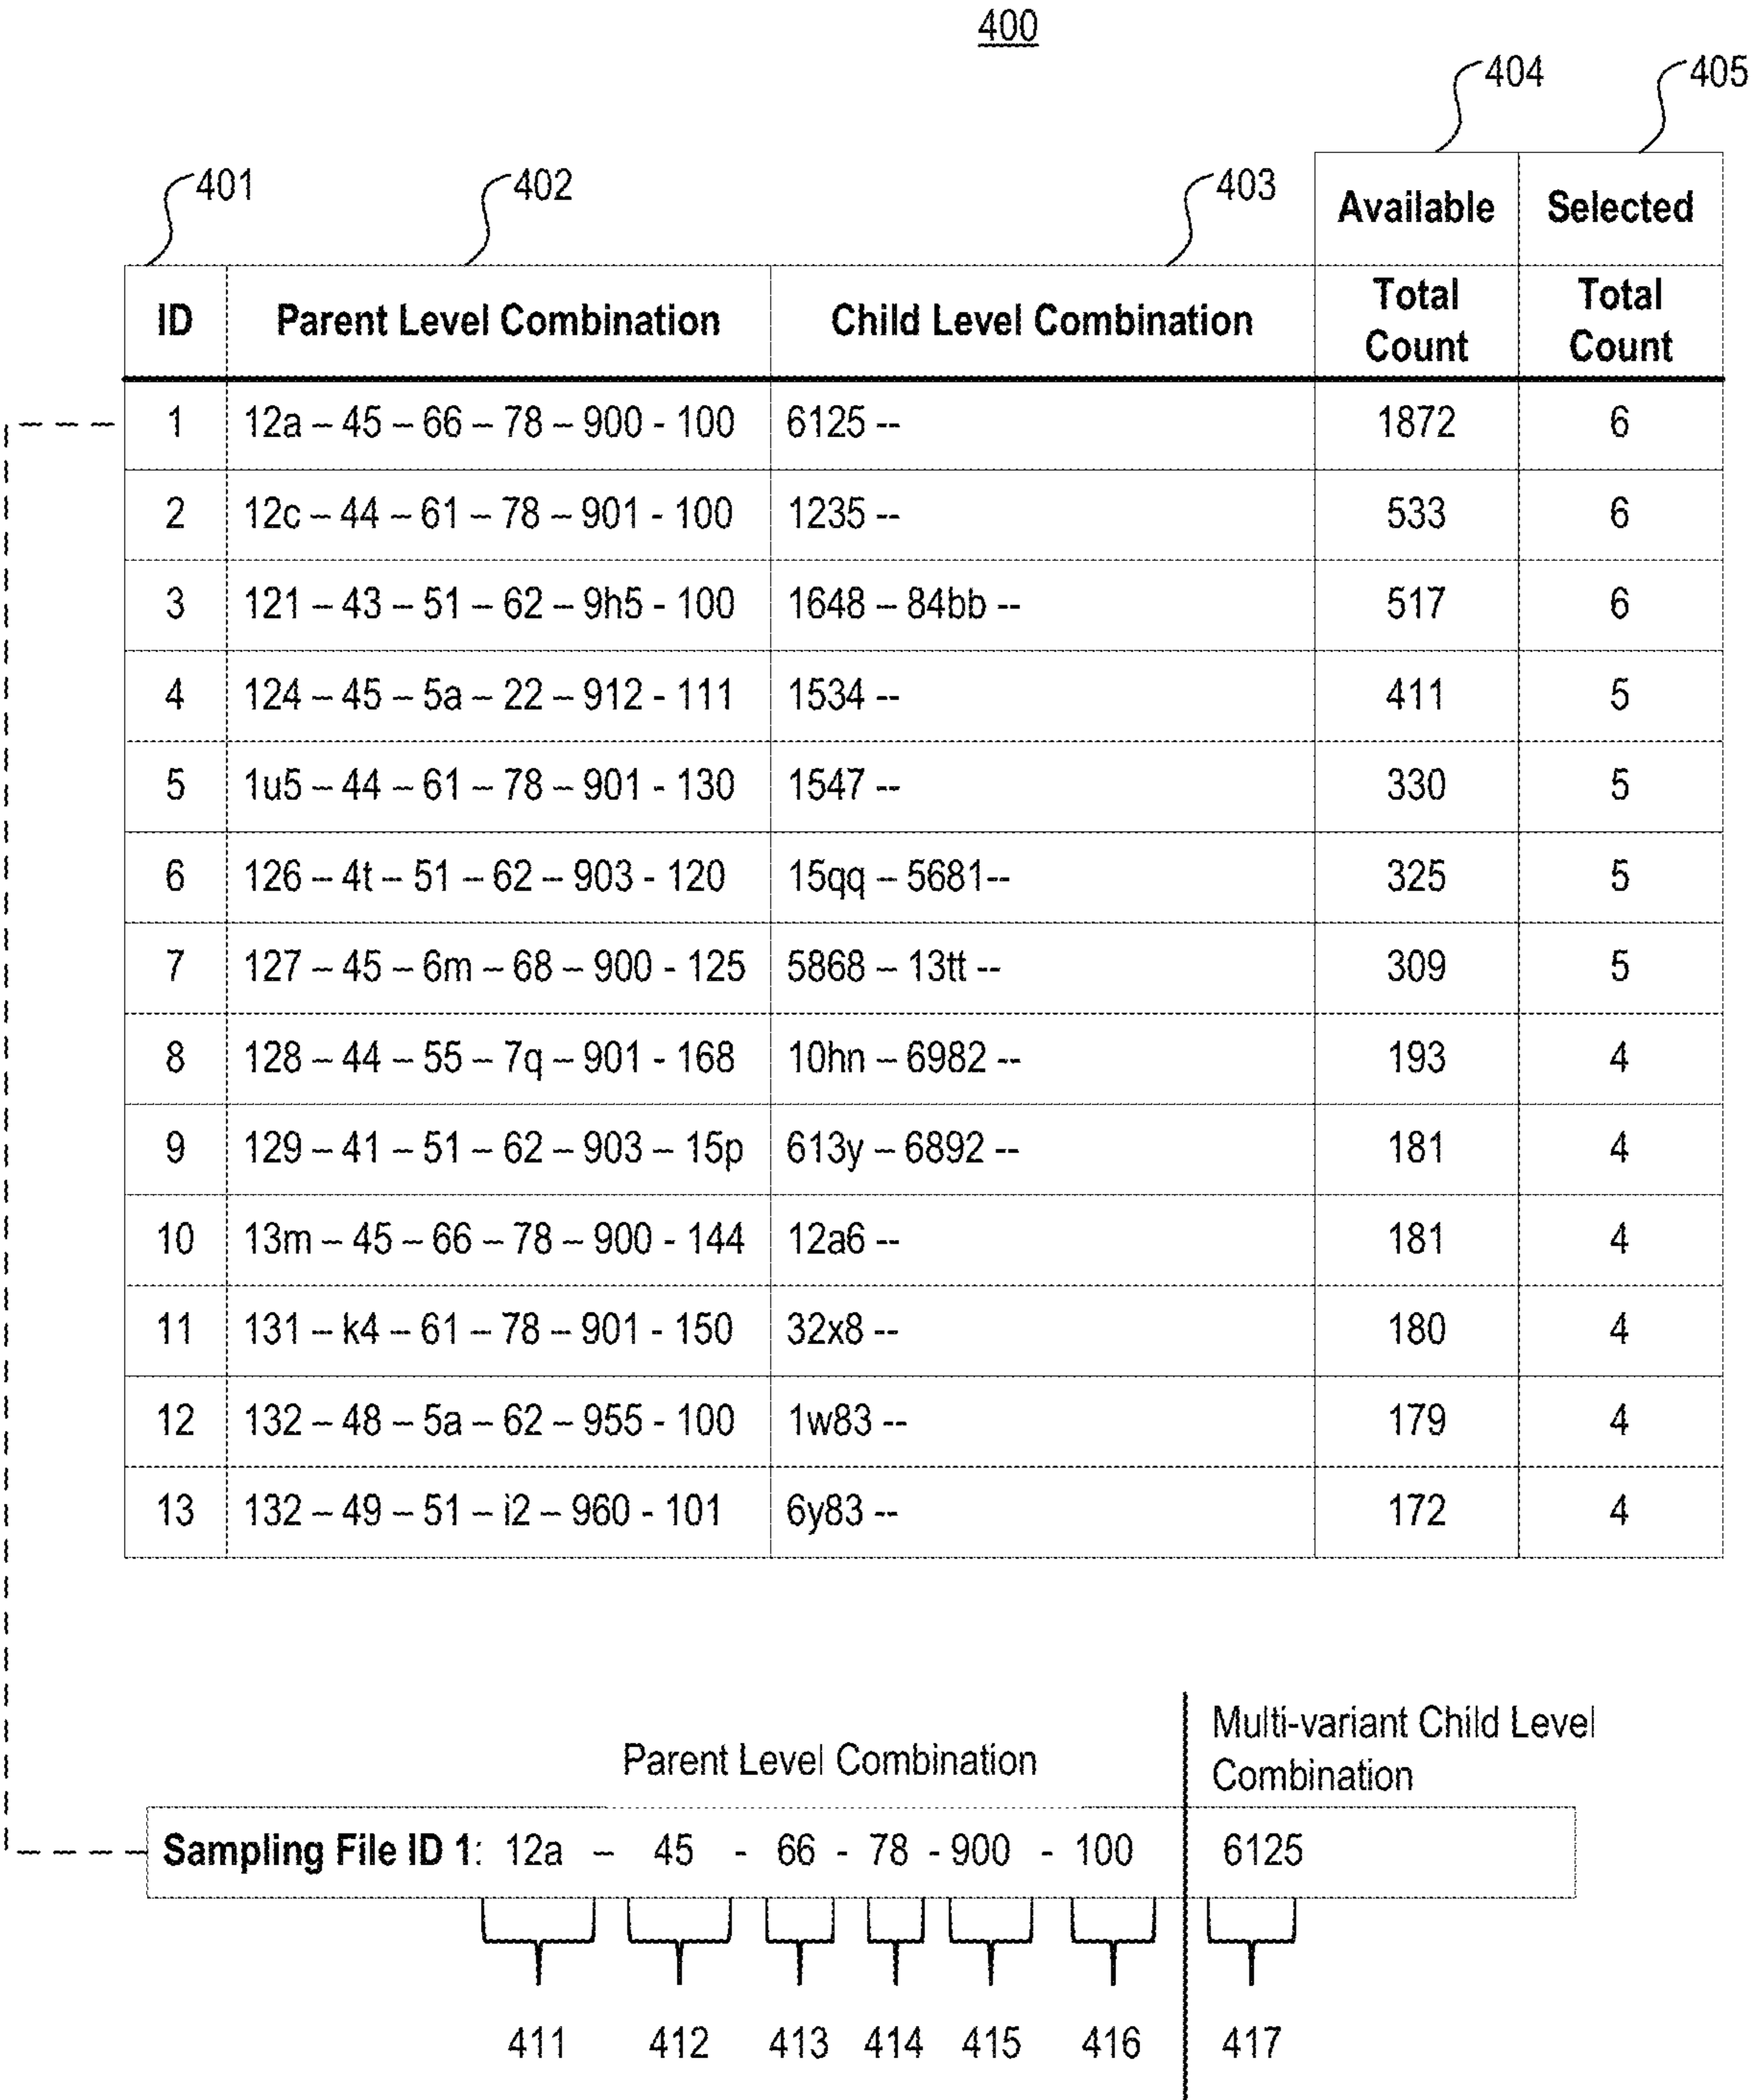 400
404 405
401 402 403
Available Selected
ID Parent Level Combination Child Level Combination Total Count Total Count
1 12a – 45 – 66 – 78 – 900 - 100 6125 -- 1872 6
2 12c – 44 – 61 – 78 – 901 - 100 1235 -- 533 6
3 121 – 43 – 51 – 62 – 9h5 - 100 1648 – 84bb -- 517 6
4 124 – 45 – 5a – 22 – 912 - 111 1534 -- 411 5
5 1u5 – 44 – 61 – 78 – 901 - 130 1547 -- 330 5
6 126 – 4t – 51 – 62 – 903 - 120 15qq – 5681-- 325 5
7 127 – 45 – 6m – 68 – 900 - 125 5868 – 13tt -- 309 5
8 128 – 44 – 55 – 7q – 901 - 168 10hn – 6982 -- 193 4
9 129 – 41 – 51 – 62 – 903 – 15p 613y – 6892 -- 181 4
10 13m – 45 – 66 – 78 – 900 - 144 12a6 -- 181 4
11 131 – k4 – 61 – 78 – 901 - 150 32x8 -- 180 4
12 132 – 48 – 5a – 62 – 955 - 100 1w83 -- 179 4
13 132 – 49 – 51 – i2 – 960 - 101 6y83 -- 172 4
Parent Level Combination
Multi-variant Child Level
Combination
Sampling File ID 1: 12a – 45 - 66 - 78 - 900 - 100 6125
411 412 413 414 415 416 417